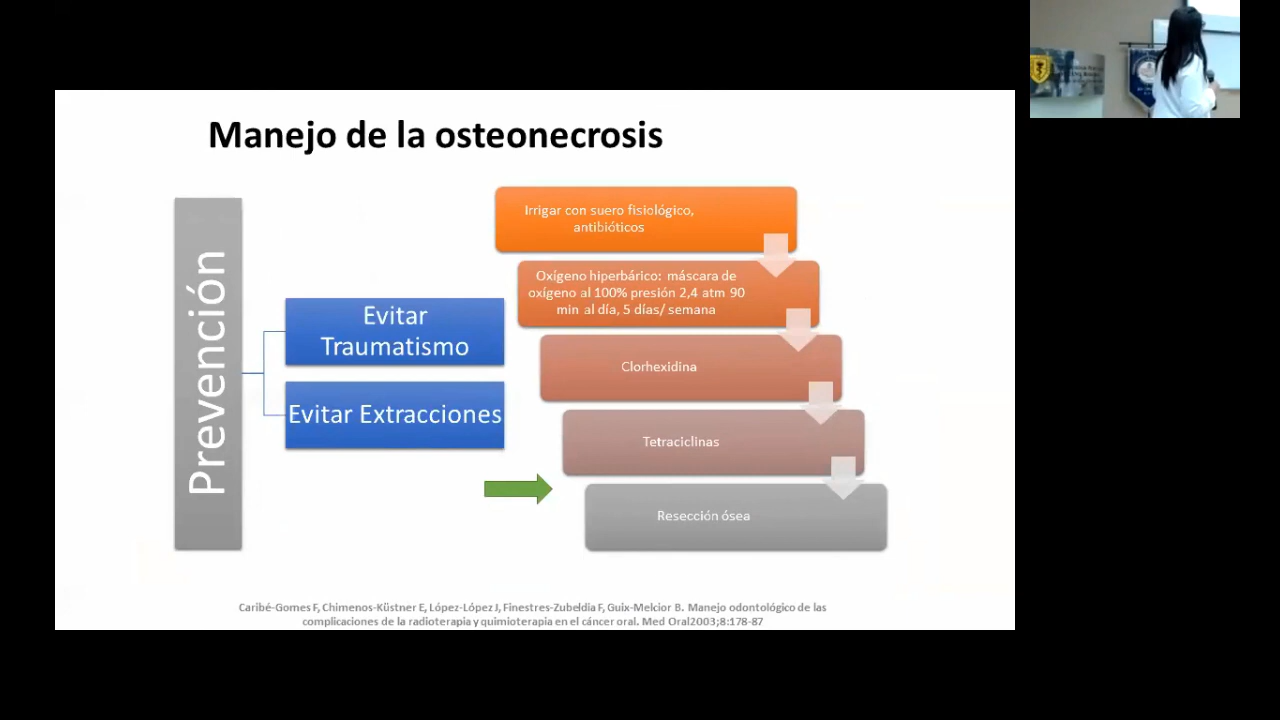 Manejo de la osteonecrosis
Prevención
Evitar
Traumatismo
Evitar Extracciones
Irrigar con suero fisiológico,
antibióticos
Oxígeno hiperbárico: máscara de
oxígeno al 100% presión 2,4 atm 90
min al día, 5 días/ semana
Clorhexidina
Tetraciclinas
Resección ósea
Caribé-Gomes F, Chimenos-Küstner E, López-López J, Finestres-Zubeldia F, Guix-Melcior B. Manejo odontológico de las
complicaciones de la radioterapia y quimioterapia en el cáncer oral. Med Oral2003;8:178-87